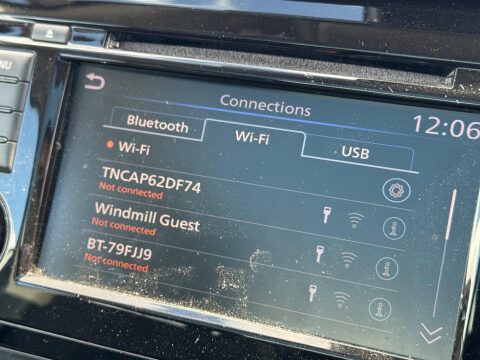 NU
Connections
12:06
Bluetooth
Wi-Fi
USB
Wi-Fi
TNCAP62DF74
Not connected
Windmill Guest
Not connected
BT-79FJJ9
Not connected